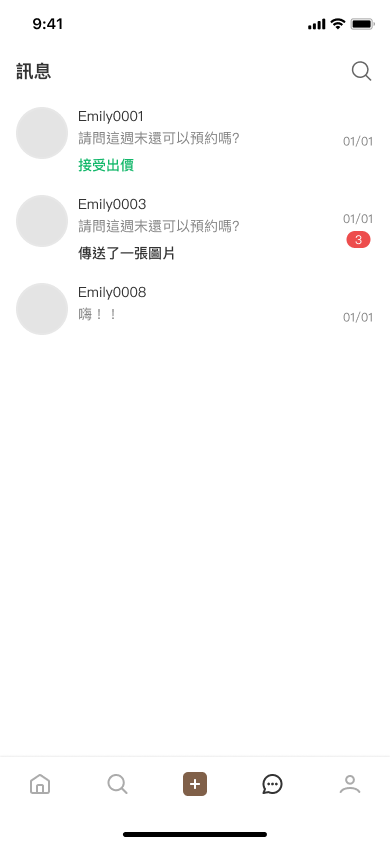 9:41
訊息
Emily0001
請問這週末還可以預約嗎?
01/01
接受出價
Emily0003
請問這週末還可以預約嗎?
01/01
3
傳送了一張圖片
Emily0008
嗨！！
01/01